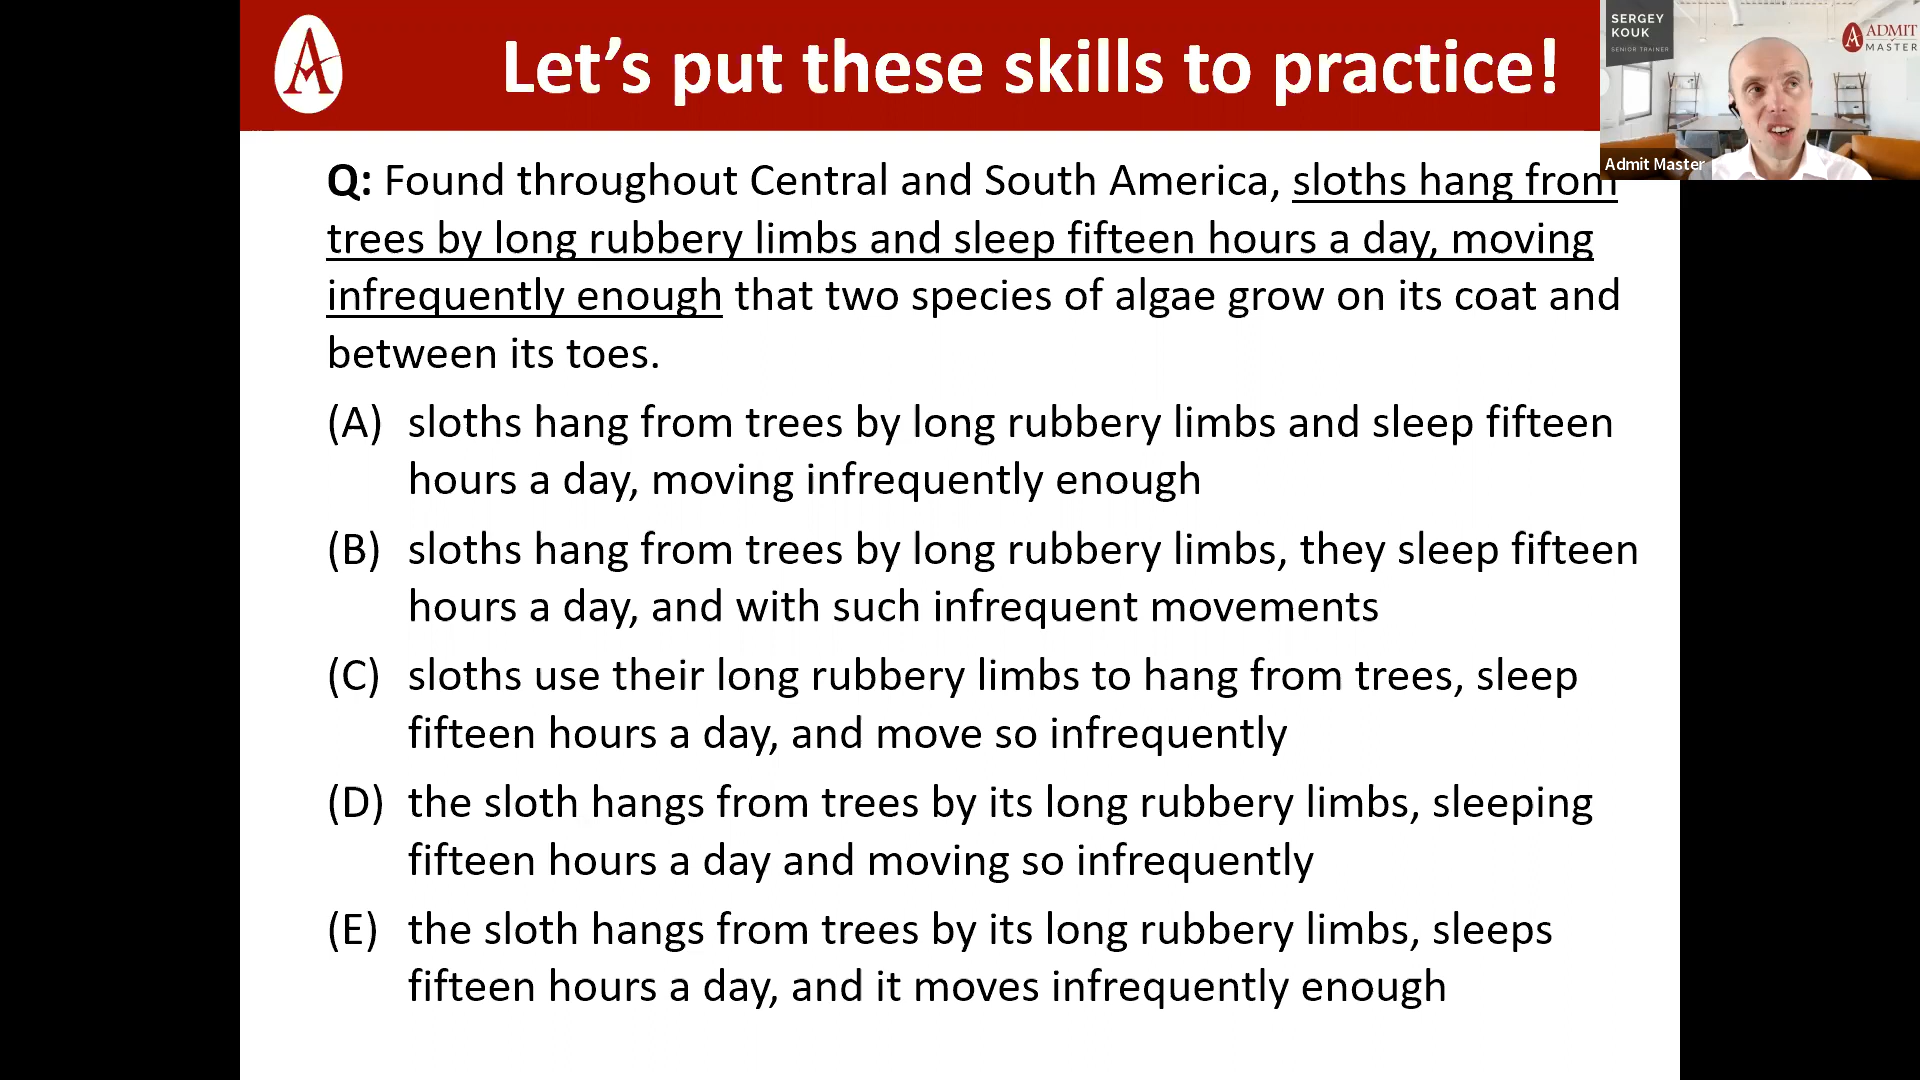 Let's put these skills to practice!
SERGEY
KOUK
SENIOR TRAINER
ADMIT
MASTER
Admit Master
Q: Found throughout Central and South America, sloths hang from
trees by long rubbery limbs and sleep fifteen hours a day, moving
infrequently enough that two species of algae grow on its coat and
between its toes.
(A) sloths hang from trees by long rubbery limbs and sleep fifteen
hours a day, moving infrequently enough
(B) sloths hang from trees by long rubbery limbs, they sleep fifteen
hours a day, and with such infrequent movements
(C) sloths use their long rubbery limbs to hang from trees, sleep
fifteen hours a day, and move so infrequently
(D) the sloth hangs from trees by its long rubbery limbs, sleeping
fifteen hours a day and moving so infrequently
(E) the sloth hangs from trees by its long rubbery limbs, sleeps
fifteen hours a day, and it moves infrequently enough